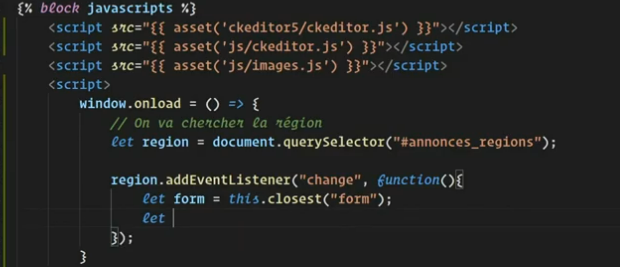 {% block javascripts %}
<script src="{{ asset('ckeditor5/ckeditor.js') }}"></script>
<script src="{{ asset('js/ckeditor.js') }}"></script>
<script src="{{ asset('js/images.js') }}"></script>
<script>
window.onload = () => {
// On va chercher la région
let region = document.querySelector("#annonces_regions");
region.addEventListener("change", function(){
let form = this.closest("form");
let
});
}